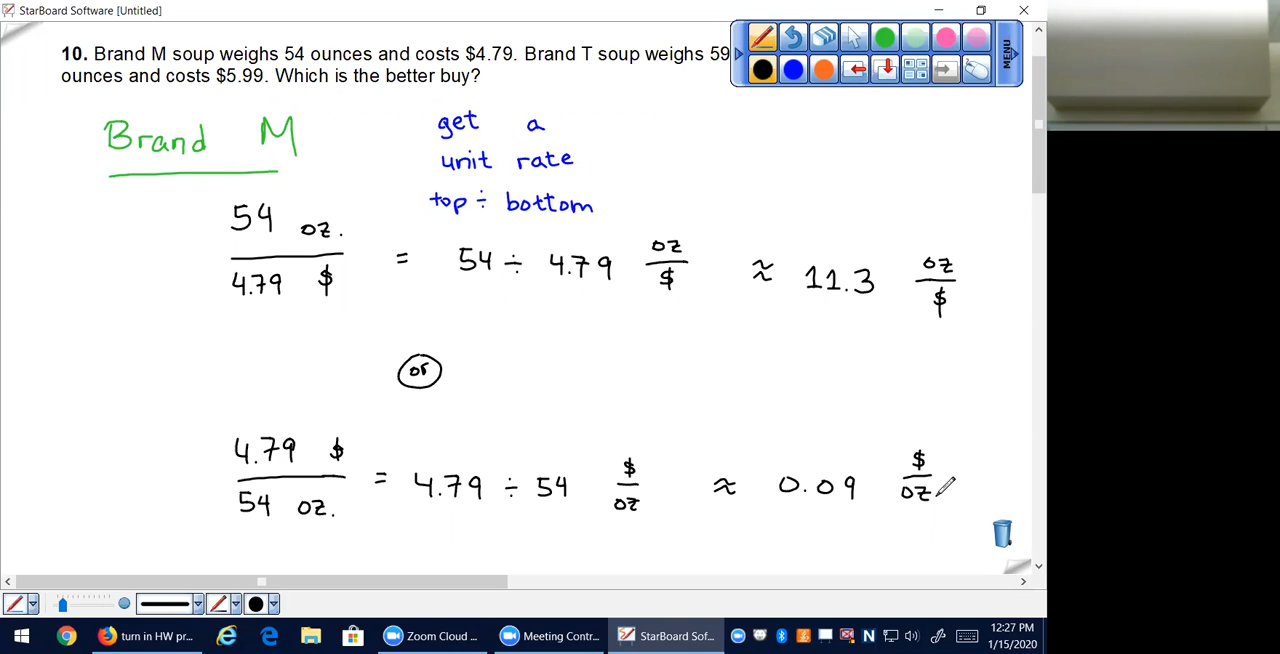 StarBoard Software [Untitled]
10. Brand M soup weighs 54 ounces and costs $4.79. Brand T soup weighs 59
ounces and costs $5.99. Which is the better buy?
MENU
Brand M
get a
unit rate
top ÷ bottom
54 oz.
4.79 $
= 54 ÷ 4.79 oz/$ ≈ 11.3 oz/$
or
4.79 $
54 oz.
= 4.79 ÷ 54 $/oz ≈ 0.09 $/oz
turn in HW pr...
Zoom Cloud ...
Meeting Contr...
StarBoard Sof...
12:27 PM
1/15/2020